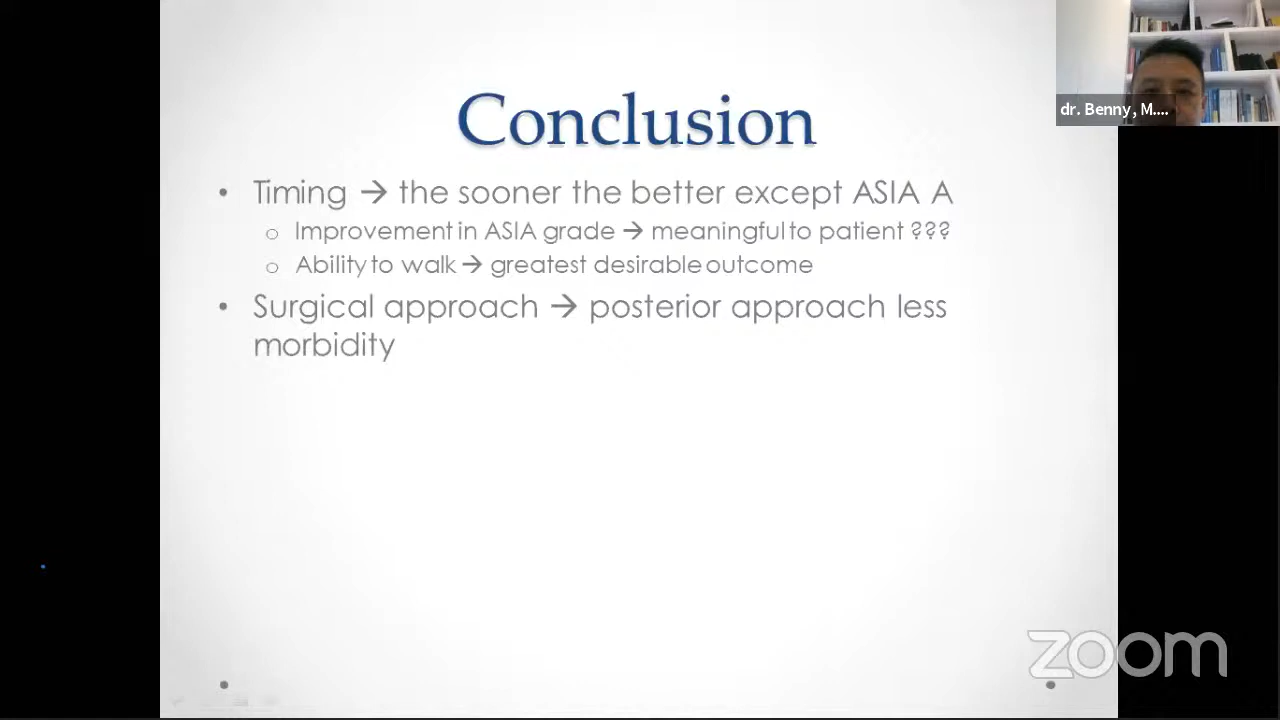 Conclusion
dr. Benny, M....
• Timing → the sooner the better except ASIA A
o Improvement in ASIA grade → meaningful to patient ???
o Ability to walk → greatest desirable outcome
• Surgical approach → posterior approach less
morbidity
zoom